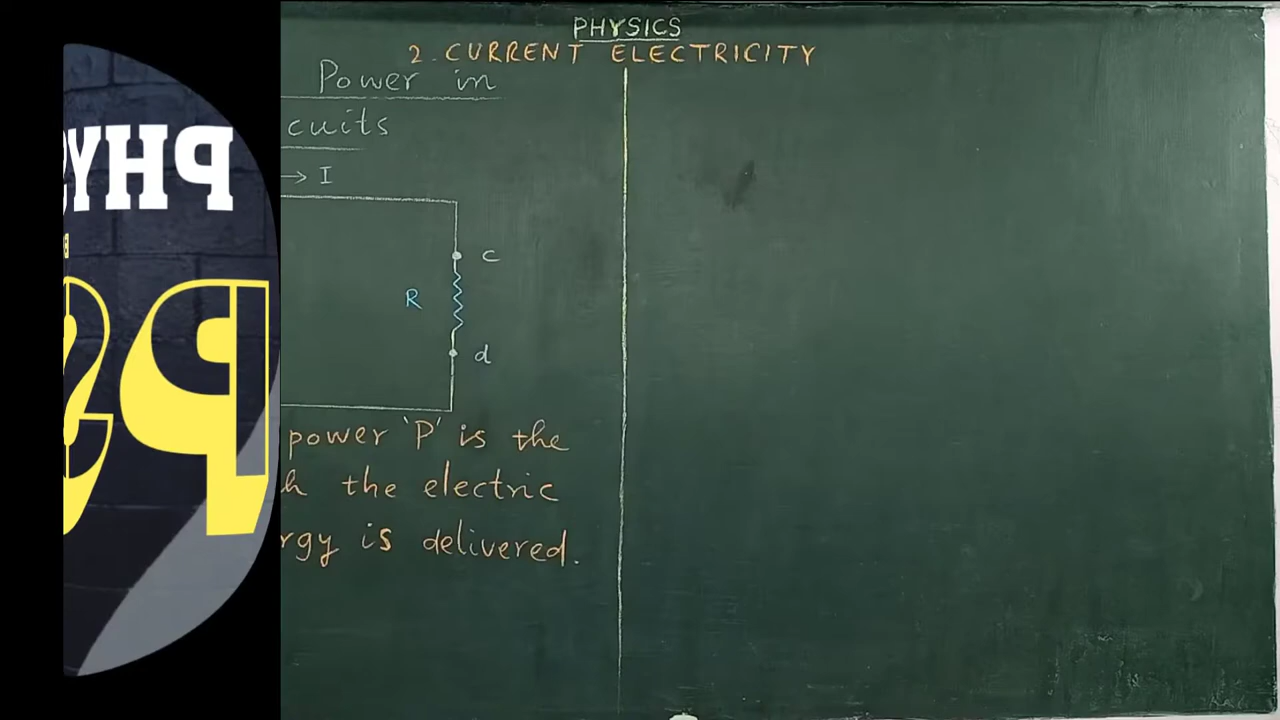 PHYSICS
2. CURRENT ELECTRICITY
Power in
cuits
→ I
c
R
d
power 'P' is the
h the electric
rgy is delivered.
PHY